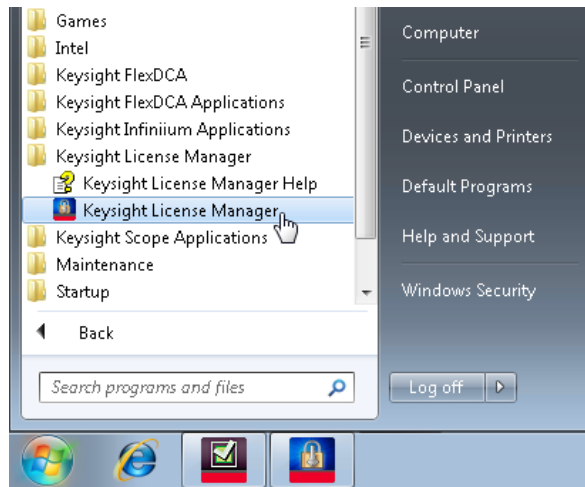 Games
Intel
Keysight FlexDCA
Keysight FlexDCA Applications
Keysight Infiniium Applications
Keysight License Manager
Keysight License Manager Help
Keysight License Manager
Keysight Scope Applications
Maintenance
Startup
Back
Search programs and files
Computer
Control Panel
Devices and Printers
Default Programs
Help and Support
Windows Security
Log off